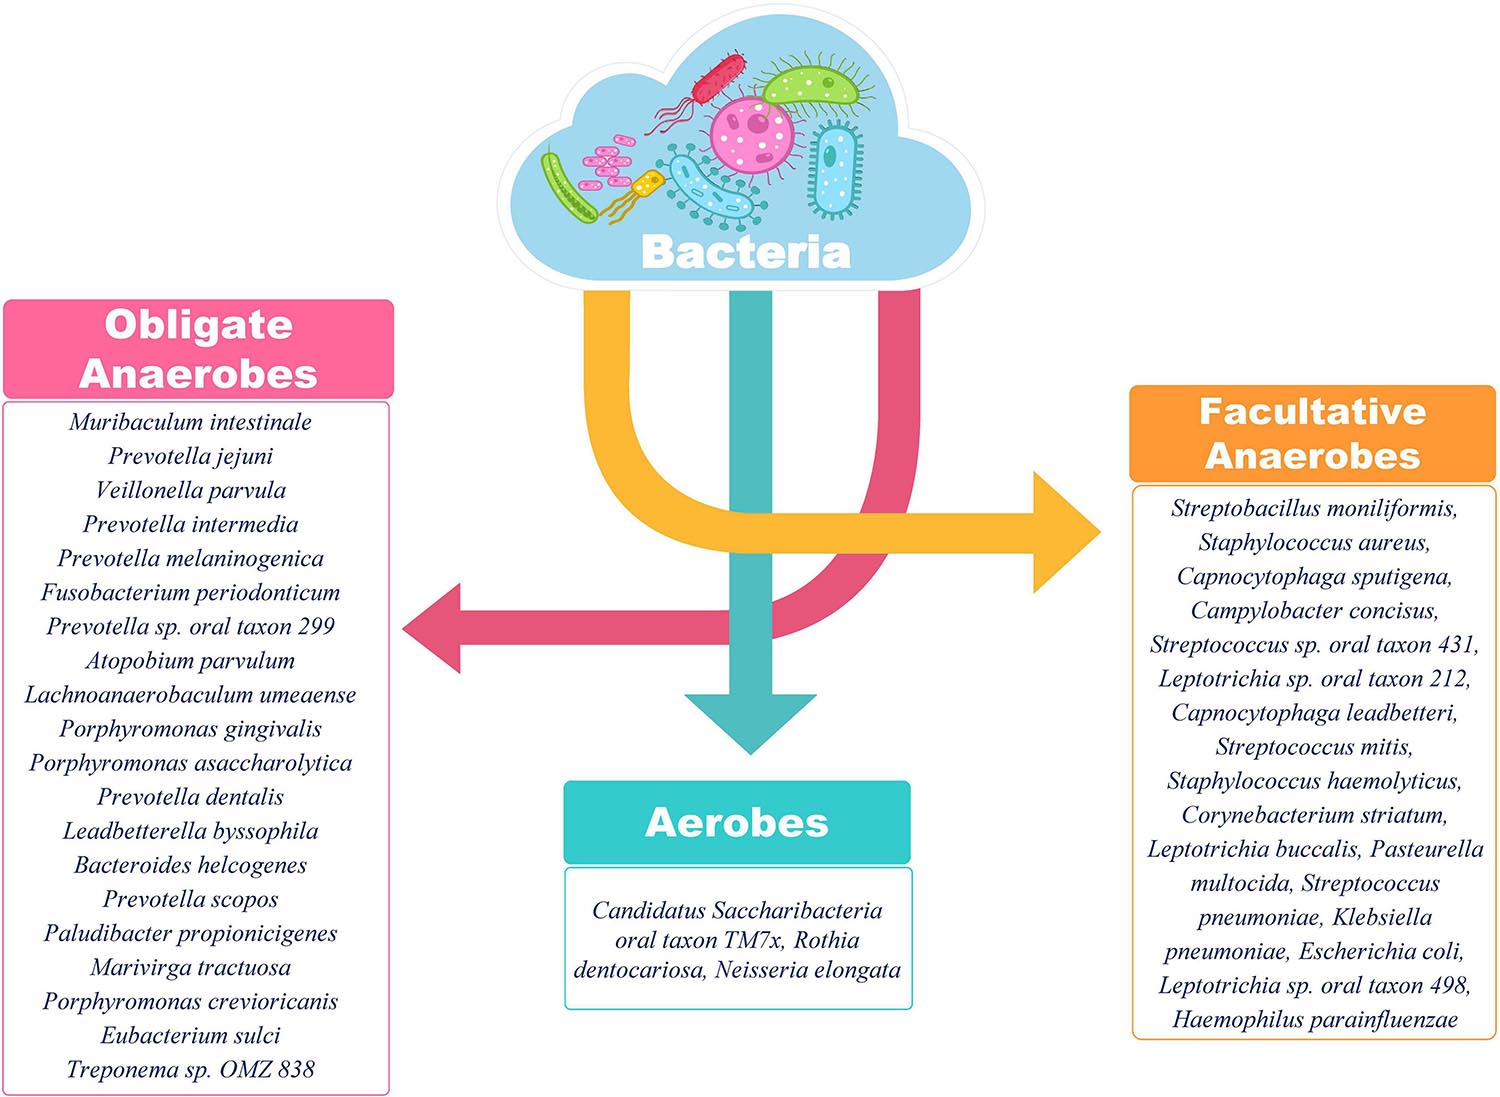 Bacteria
Obligate
Anaerobes
Muribaculum intestinale
Prevotella jejuni
Veillonella parvula
Prevotella intermedia
Prevotella melaninogenica
Fusobacterium periodonticum
Prevotella sp. oral taxon 299
Atopobium parvulum
Lachnoanaerobaculum umeaense
Porphyromonas gingivalis
Porphyromonas asaccharolytica
Prevotella dentalis
Leadbetterella byssophila
Bacteroides helcogenes
Prevotella scopos
Paludibacter propionicigenes
Marivirga tractuosa
Porphyromonas crevioricanis
Eubacterium sulci
Treponema sp. OMZ 838
Aerobes
Candidatus Saccharibacteria
oral taxon TM7x, Rothia
dentocariosa, Neisseria elongata
Facultative
Anaerobes
Streptobacillus moniliformis,
Staphylococcus aureus,
Capnocytophaga sputigena,
Campylobacter concisus,
Streptococcus sp. oral taxon 431,
Leptotrichia sp. oral taxon 212,
Capnocytophaga leadbetteri,
Streptococcus mitis,
Staphylococcus haemolyticus,
Corynebacterium striatum,
Leptotrichia buccalis, Pasteurella
multocida, Streptococcus
pneumoniae, Klebsiella
pneumoniae, Escherichia coli,
Leptotrichia sp. oral taxon 498,
Haemophilus parainfluenzae